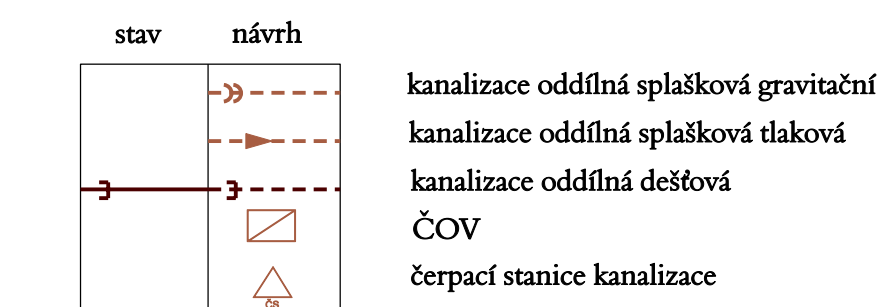 stav návrh
kanalizace oddílná splašková gravitační
kanalizace oddílná splašková tlaková
kanalizace oddílná dešťová
ČOV
čerpací stanice kanalizace
čs